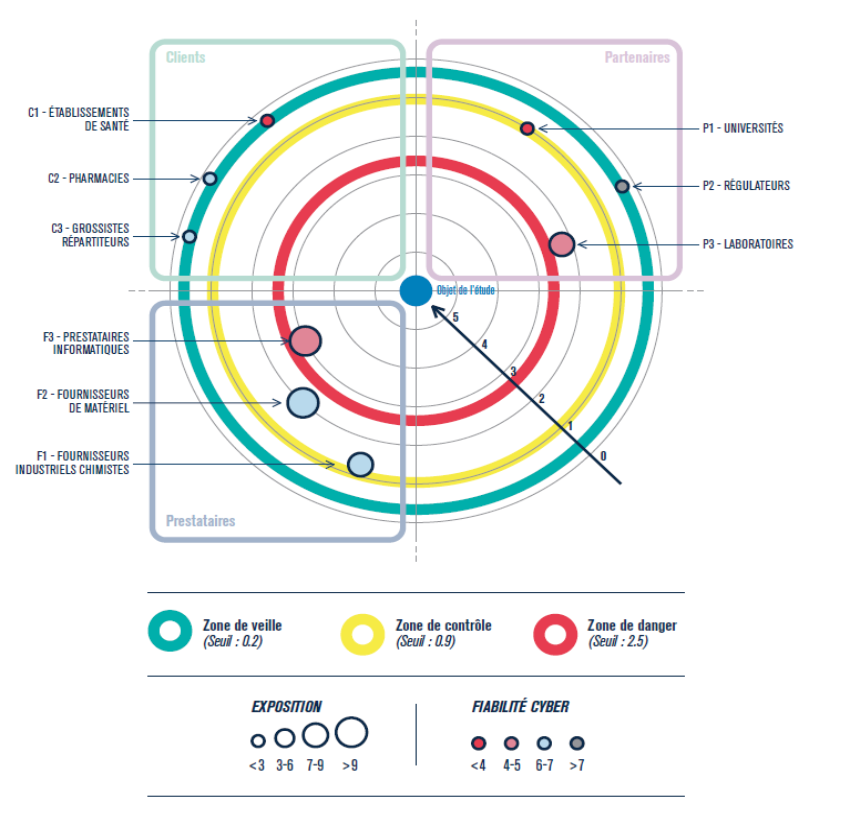 Clients
Partenaires
C1 - ÉTABLISSEMENTS
DE SANTÉ
P1 - UNIVERSITÉS
C2 - PHARMACIES
P2 - RÉGULATEURS
C3 - GROSSISTES
RÉPARTITEURS
P3 - LABORATOIRES
Objet de l'étude
5
F3 - PRESTATAIRES
INFORMATIQUES
4
3
F2 - FOURNISSEURS
DE MATÉRIEL
2
1
F1 - FOURNISSEURS
INDUSTRIELS CHIMISTES
0
Prestataires
Zone de veille
(Seuil : 0.2)
Zone de contrôle
(Seuil : 0.9)
Zone de danger
(Seuil : 2.5)
EXPOSITION
<3 3-6 7-9 >9
FIABILITÉ CYBER
<4 4-5 6-7 >7